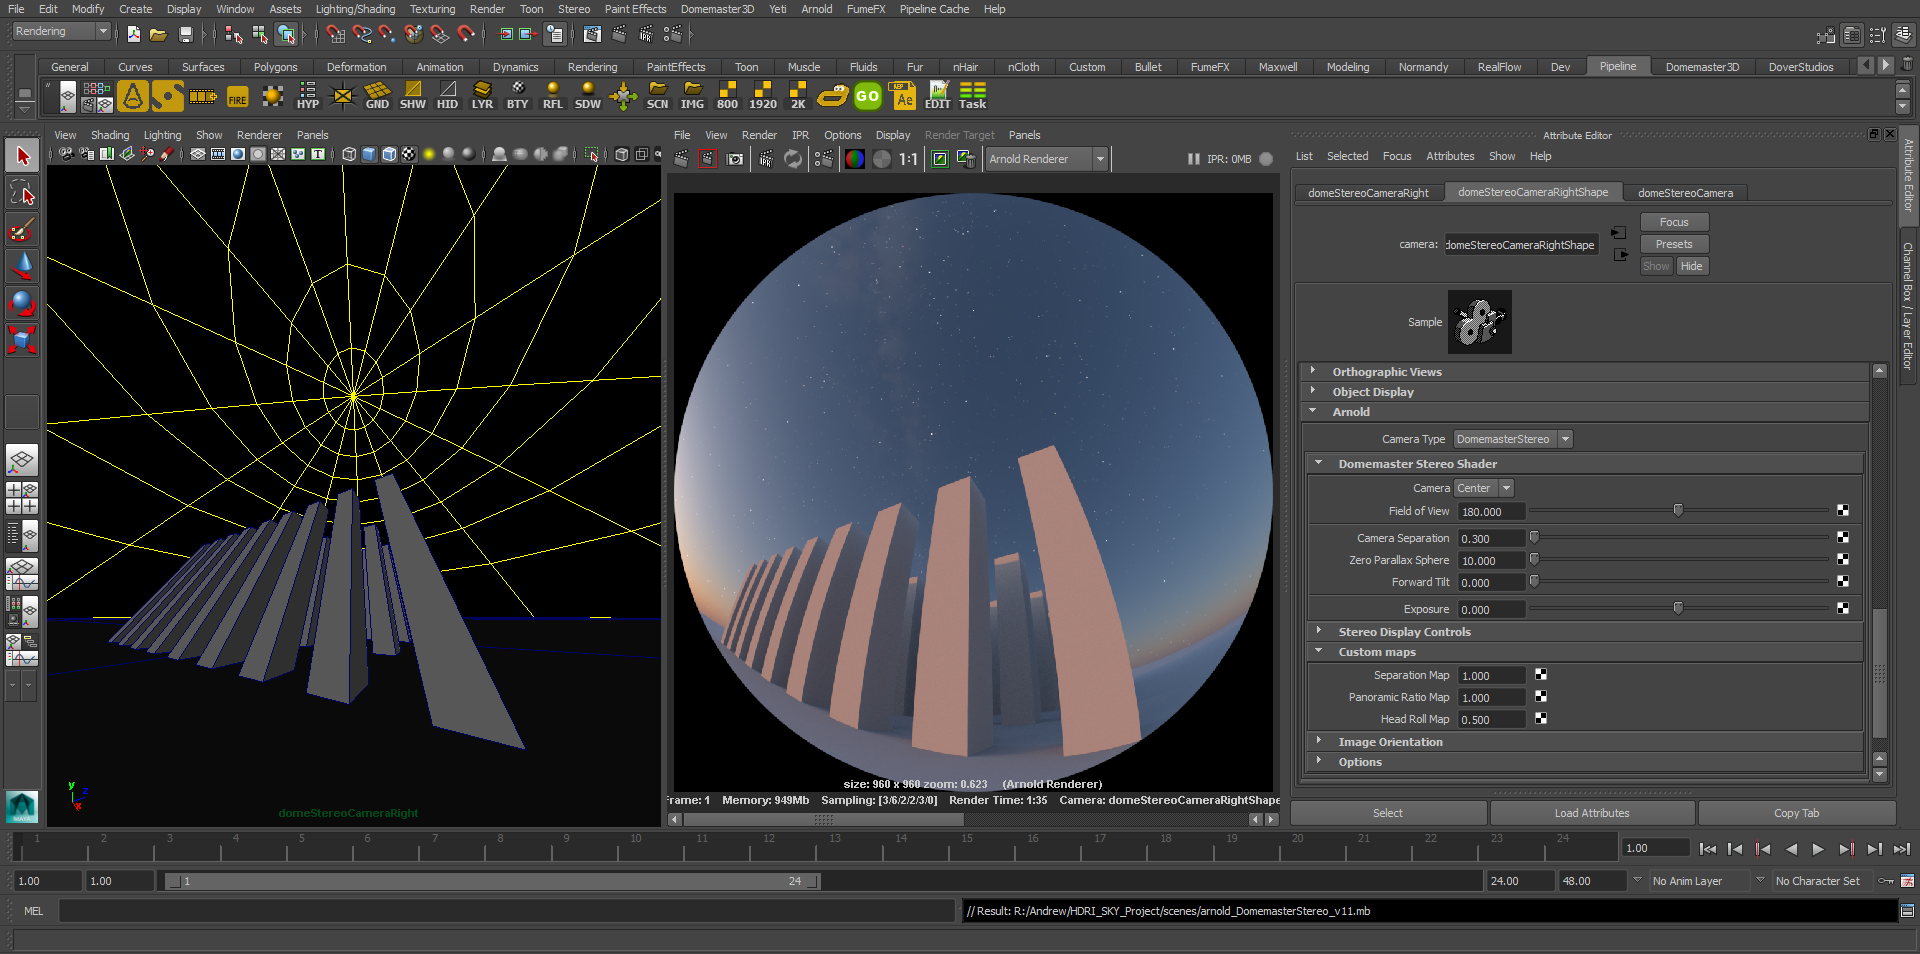 File Edit Modify Create Display Window Assets Lighting/Shading Texturing Render Toon Stereo Paint Effects Domemaster3D Yeti Arnold FumeFX Pipeline Cache Help
Rendering
General Curves Surfaces Polygons Deformation Animation Dynamics Rendering PaintEffects Toon Muscle Fluids Fur nHair nCloth Custom Bullet FumeFX Maxwell Modeling Normandy RealFlow Dev Pipeline Domemaster3D DoverStudios
FIRE HYP GND SHW HID LYR BTY RFL SDW SCN IMG 800 1920 2K GO AEP Ae EDIT Task
View Shading Lighting Show Renderer Panels
File View Render IPR Options Display Render Target Panels
Attribute Editor
1:1 Arnold Renderer IPR: 0MB
List Selected Focus Attributes Show Help
domeStereoCameraRight domeStereoCameraRightShape domeStereoCamera
Focus
camera: domeStereoCameraRightShape Presets
Show Hide
Sample
Attribute Editor
Channel Box / Layer Editor
Orthographic Views
Object Display
Arnold
Camera Type DomemasterStereo
Domemaster Stereo Shader
Camera Center
Field of View 180.000
Camera Separation 0.300
Zero Parallax Sphere 10.000
Forward Tilt 0.000
Exposure 0.000
Stereo Display Controls
Custom maps
Separation Map 1.000
Panoramic Ratio Map 1.000
Head Roll Map 0.500
Image Orientation
Options
Select Load Attributes Copy Tab
size: 960 x 960 zoom: 0.623 (Arnold Renderer)
Frame: 1 Memory: 949Mb Sampling: [3/6/2/2/3/0] Render Time: 1:35 Camera: domeStereoCameraRightShape
y z x
domeStereoCameraRight
1 2 3 4 5 6 7 8 9 10 11 12 13 14 15 16 17 18 19 20 21 22 23 24 1.00
1.00 1.00 1 24 24.00 48.00 No Anim Layer No Character Set
MEL // Result: R:/Andrew/HDRI_SKY_Project/scenes/arnold_DomemasterStereo_v11.mb